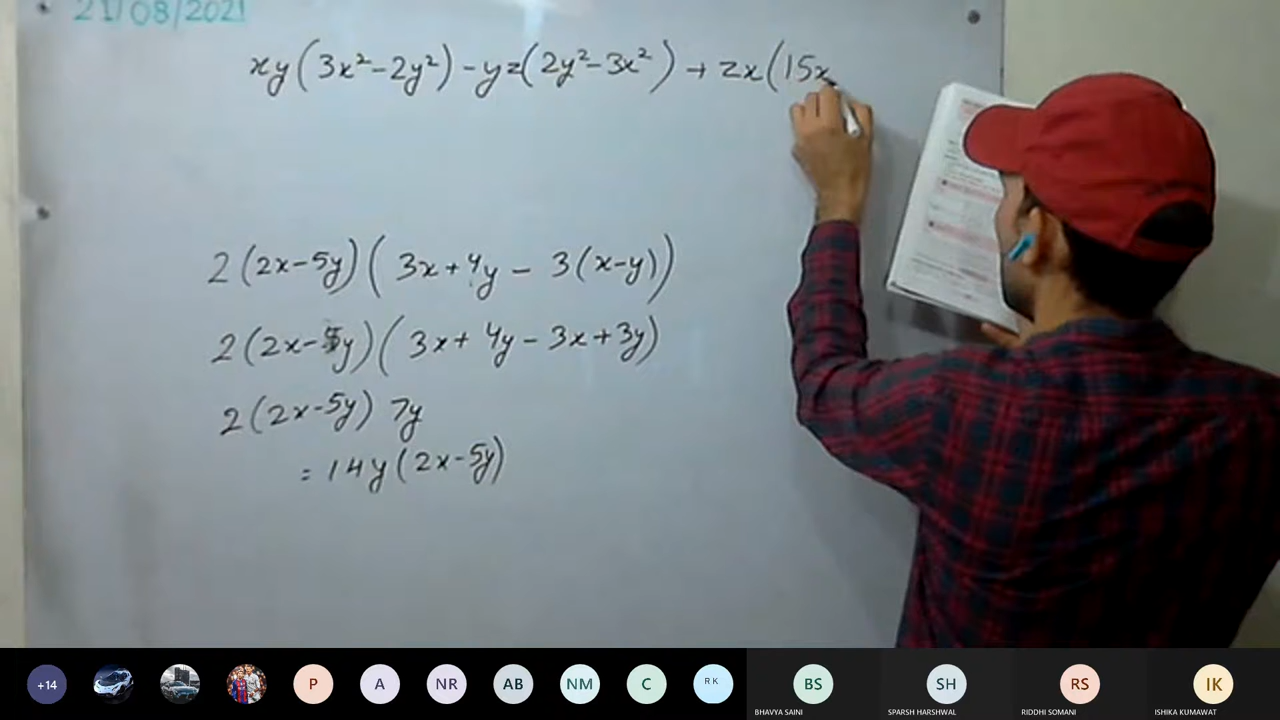 21/08/2021
xy(3x²-2y²)-yz(2y²-3x²)+zx(15x
2(2x-5y)(3x+4y-3(x-y))
2(2x-5y)(3x+4y-3x+3y)
2(2x-5y) 7y
=14y(2x-5y)
+14 P A NR AB NM C RK BS SH RS IK
BHAVYA SAINI SPARSH HARSHWAL RIDDHI SOMANI ISHIKA KUMAWAT